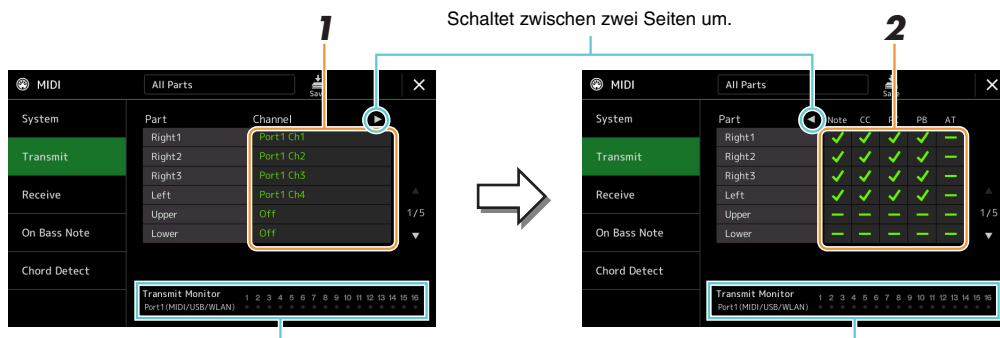 Schaltet zwischen zwei Seiten um.
1
2
MIDI
All Parts
Save
×
System
Transmit
Receive
On Bass Note
Chord Detect
Part Channel
Right1 Port1 Ch1
Right2 Port1 Ch2
Right3 Port1 Ch3
Left Port1 Ch4
Upper Off
Lower Off
1/5
Transmit Monitor 1 2 3 4 5 6 7 8 9 10 11 12 13 14 15 16
Port1(MIDI/USB/WLAN)
MIDI
All Parts
×
System
Transmit
Receive
On Bass Note
Chord Detect
Part Note CC PB AT
Right1
Right2
Right3
Left
Upper
Lower
1/5
Transmit Monitor 1 2 3 4 5 6 7 8 9 10 11 12 13 14 15 16
Port1(MIDI/USB/WLAN)